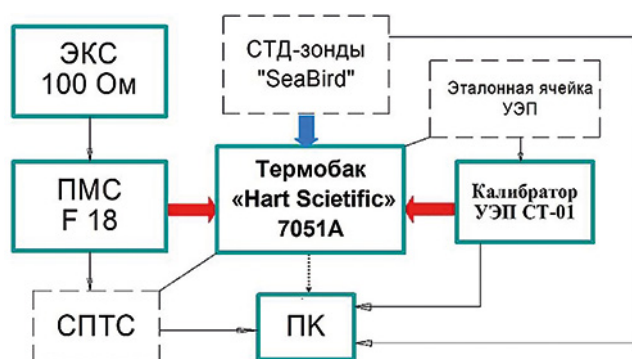 ЭКС
100 Ом
СТД-зонды
"SeaBird"
Эталонная ячейка
УЭП
ПМС
F 18
Термобак
«Hart Scietific»
7051A
Калибратор
УЭП СТ-01
СПТС
ПК